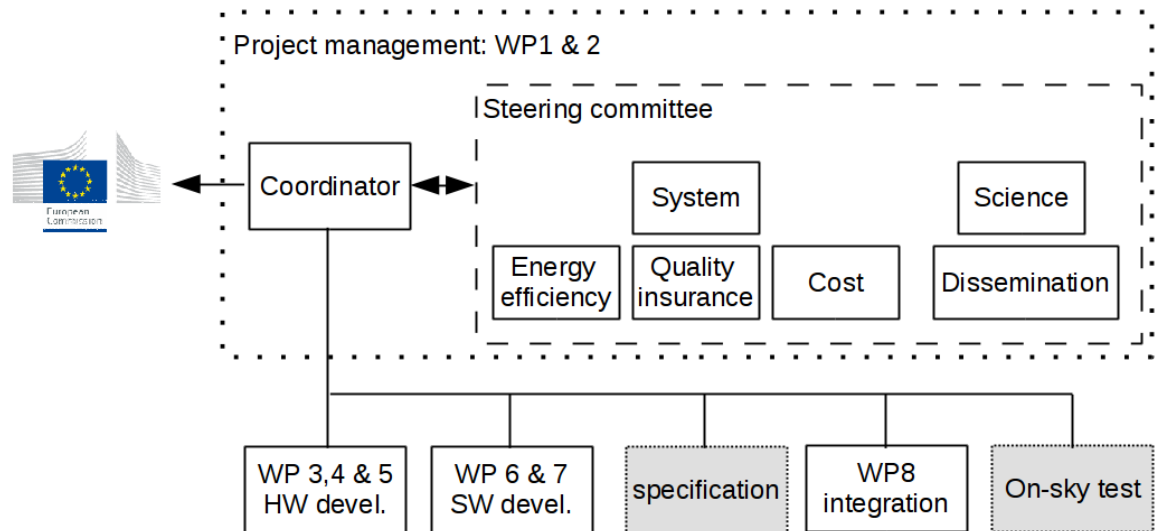 Project management: WP1 & 2
Steering committee
Coordinator
System
Science
Energy
efficiency
Quality
insurance
Cost
Dissemination
European
Commission
WP 3,4 & 5
HW devel.
WP 6 & 7
SW devel.
specification
WP8
integration
On-sky test